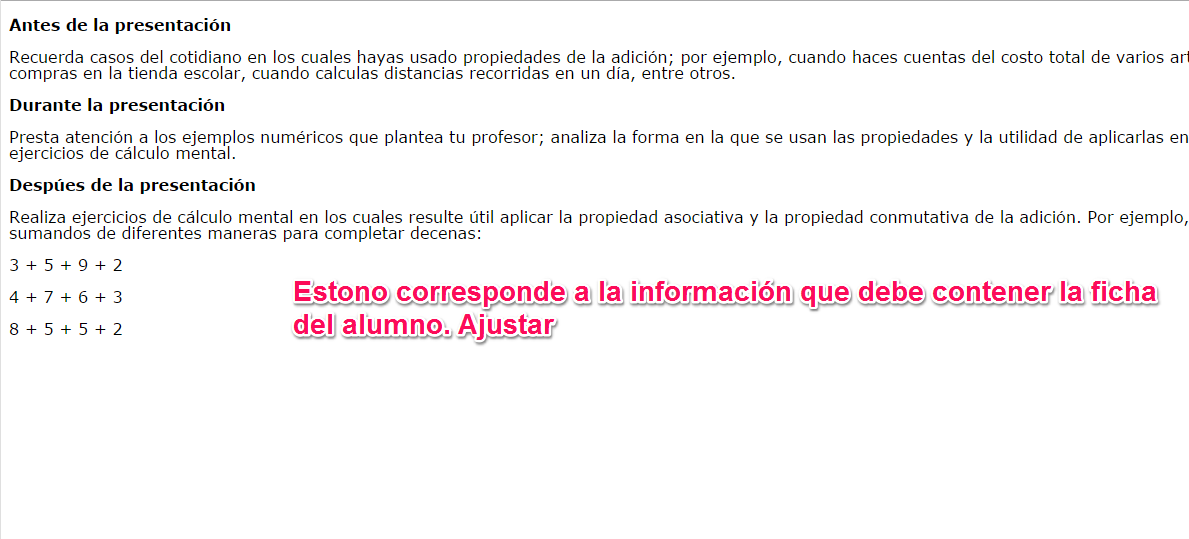 Antes de la presentación
Recuerda casos del cotidiano en los cuales hayas usado propiedades de la adición; por ejemplo, cuando haces cuentas del costo total de varios
compras en la tienda escolar, cuando calculas distancias recorridas en un día, entre otros.
Durante la presentación
Presta atención a los ejemplos numéricos que plantea tu profesor; analiza la forma en la que se usan las propiedades y la utilidad de aplicarlas en
ejercicios de cálculo mental.
Despúes de la presentación
Realiza ejercicios de cálculo mental en los cuales resulte útil aplicar la propiedad asociativa y la propiedad conmutativa de la adición. Por ejemplo,
sumandos de diferentes maneras para completar decenas:
3 + 5 + 9 + 2
4 + 7 + 6 + 3
8 + 5 + 5 + 2
Estono corresponde a la información que debe contener la ficha
del alumno. Ajustar